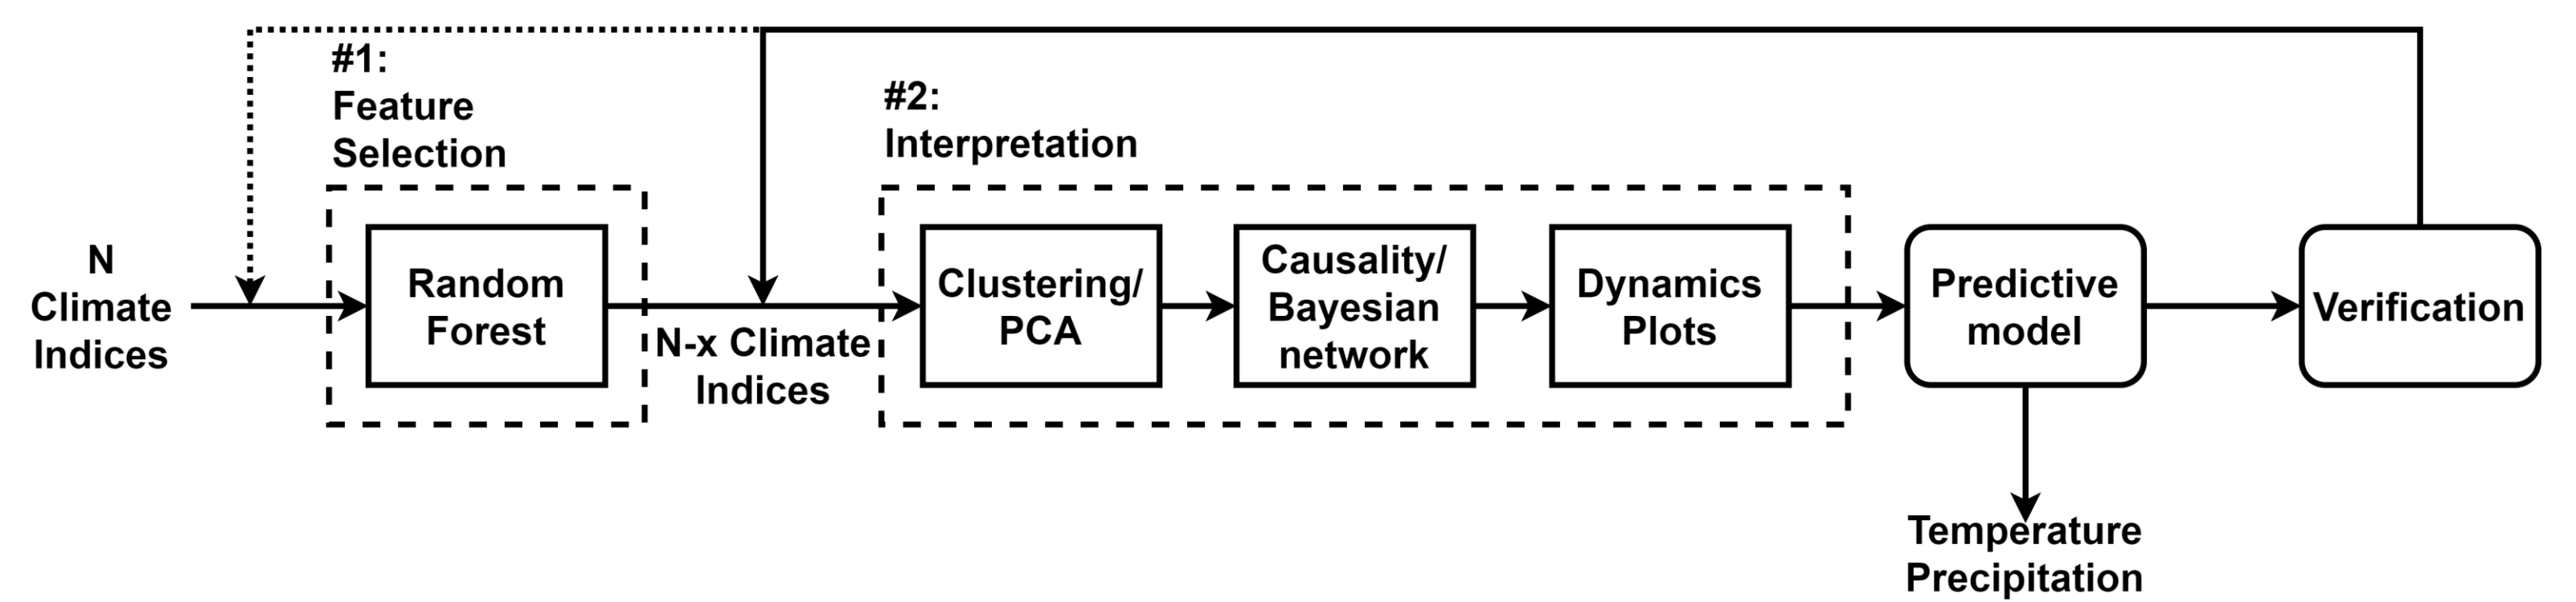 #1:
Feature
Selection
#2:
Interpretation
N
Climate
Indices
Random
Forest
N-x Climate
Indices
Clustering/
PCA
Causality/
Bayesian
network
Dynamics
Plots
Predictive
model
Verification
Temperature
Precipitation